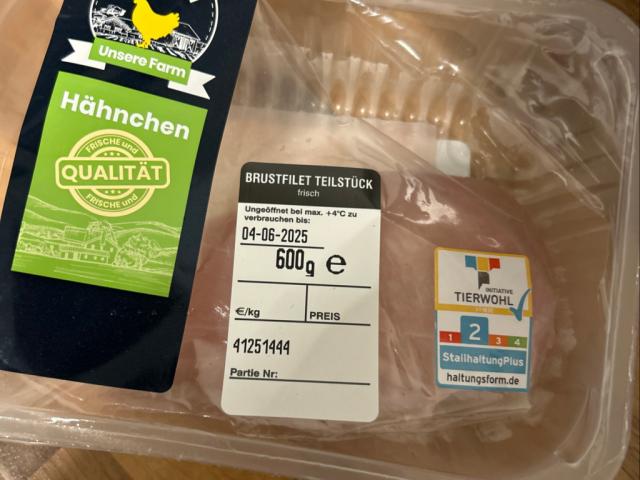 Unsere Farm
Hähnchen
FRISCHE und
QUALITÄT
FRISCHE und
BRUSTFILET TEILSTÜCK
frisch
Ungeöffnet bei max. +4°C zu
verbrauchen bis:
04-06-2025
600g e
€/kg PREIS
41251444
Partie Nr:
INITIATIVE
TIERWOHL
1 2 3 4
StallhaltungPlus
haltungsform.de